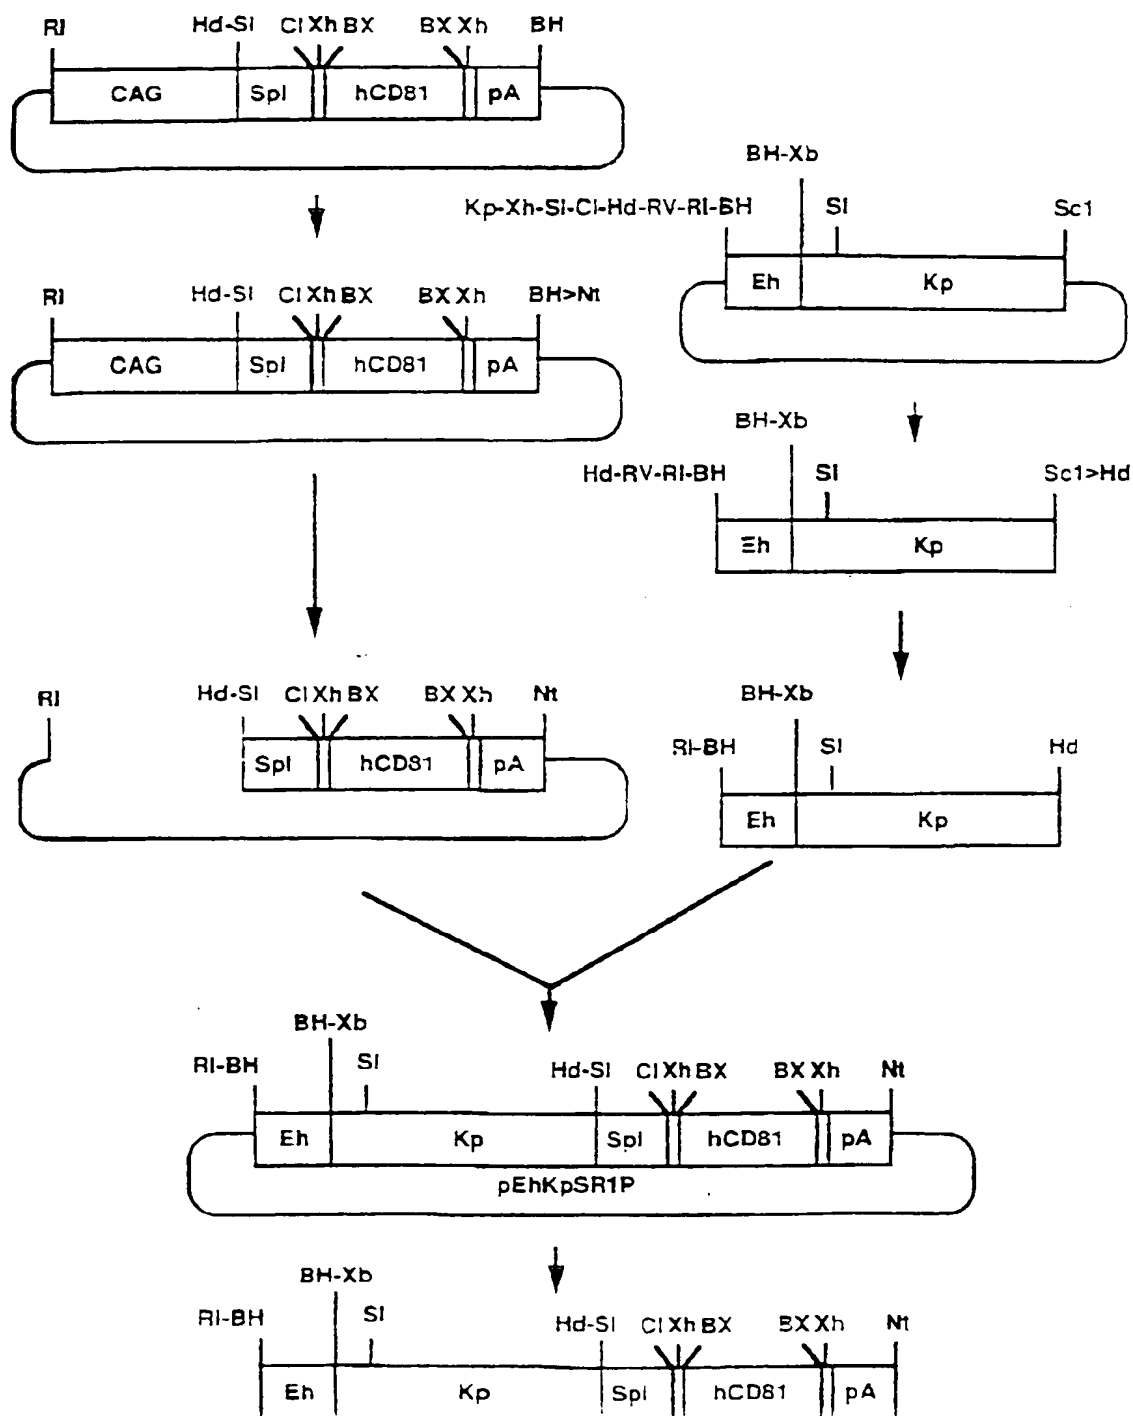 RI Hd-SI CI Xh BX BX Xh BH
CAG SpI hCD81 pA
BH-Xb
Kp-Xh-SI-CI-Hd-RV-RI-BH SI Sc1
Eh Kp
RI Hd-SI CI Xh BX BX Xh BH>Nt
CAG SpI hCD81 pA
BH-Xb
Hd-RV-RI-BH SI Sc1>Hd
Eh Kp
RI Hd-SI CI Xh BX BX Xh Nt
SpI hCD81 pA
BH-Xb
RI-BH SI Hd
Eh Kp
BH-Xb
RI-BH SI Hd-SI CI Xh BX BX Xh Nt
Eh Kp SpI hCD81 pA
pEhKpSR1P
BH-Xb
RI-BH SI Hd-SI CI Xh BX BX Xh Nt
Eh Kp SpI hCD81 pA